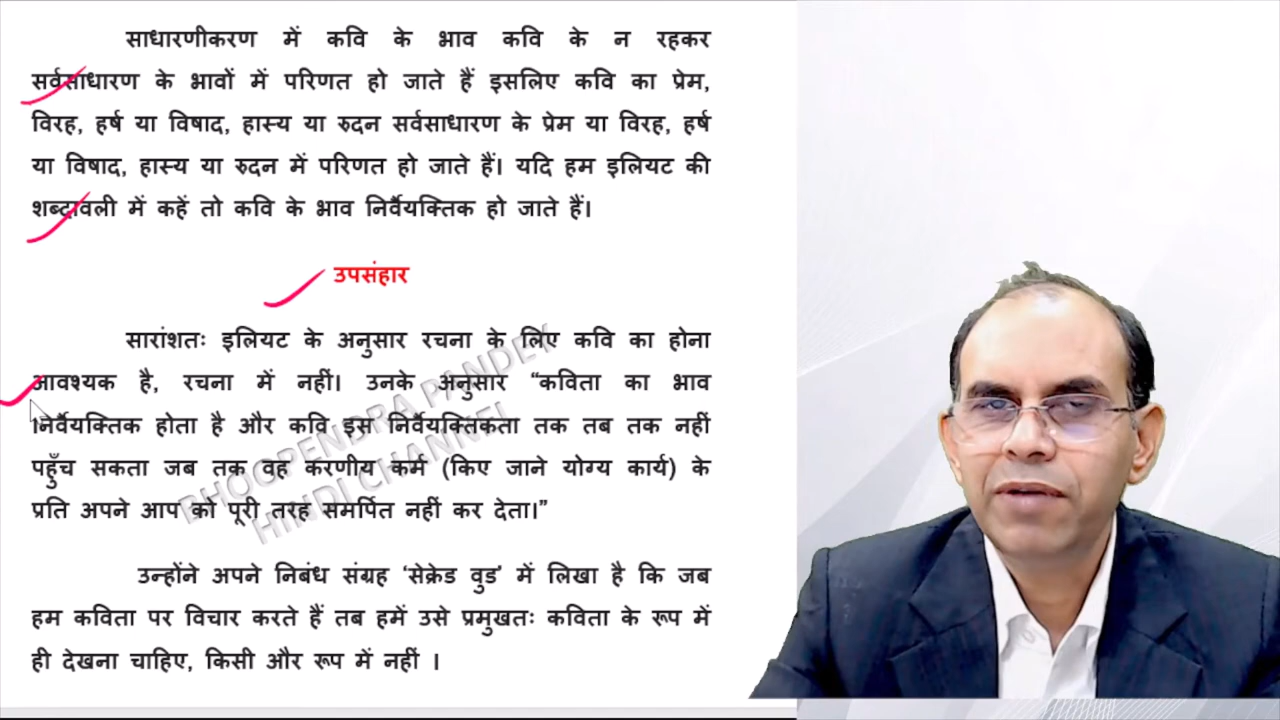 साधारणीकरण में कवि के भाव कवि के न रहकर
सर्वसाधारण के भावों में परिणत हो जाते हैं इसलिए कवि का प्रेम,
विरह, हर्ष या विषाद, हास्य या रुदन सर्वसाधारण के प्रेम या विरह, हर्ष
या विषाद, हास्य या रुदन में परिणत हो जाते हैं। यदि हम इलियट की
शब्दावली में कहें तो कवि के भाव निर्वैयक्तिक हो जाते हैं।
उपसंहार
सारांशतः इलियट के अनुसार रचना के लिए कवि का होना
आवश्यक है, रचना में नहीं। उनके अनुसार “कविता का भाव
निर्वैयक्तिक होता है और कवि इस निर्वैयक्तिकता तक तब तक नहीं
पहुँच सकता जब तक वह करणीय कर्म (किए जाने योग्य कार्य) के
प्रति अपने आप को पूरी तरह समर्पित नहीं कर देता।”
उन्होंने अपने निबंध संग्रह ‘सेक्रेड वुड’ में लिखा है कि जब
हम कविता पर विचार करते हैं तब हमें उसे प्रमुखतः कविता के रूप में
ही देखना चाहिए, किसी और रूप में नहीं ।
BHOOPENDRA PANDEY
HINDI CHANNEL